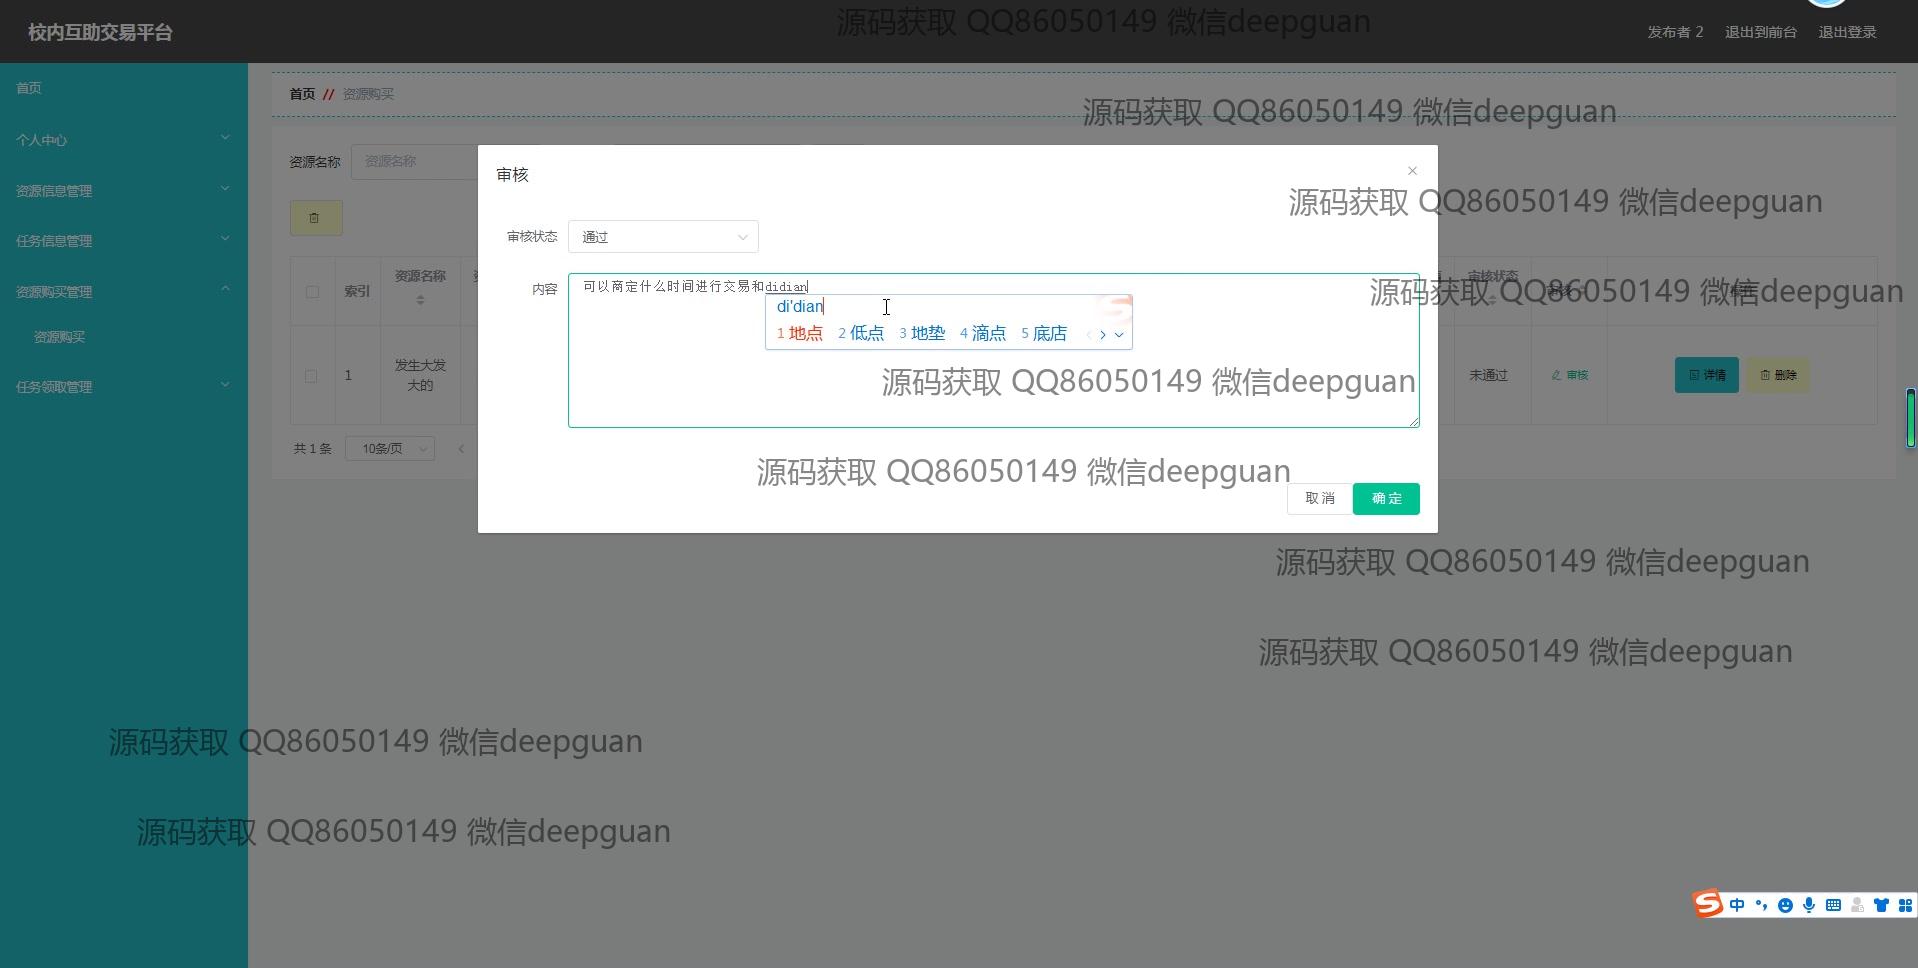 源码获取 QQ86050149 微信deepguan
校内互助交易平台
发布者 2 退出到前台 退出登录
首页
个人中心
资源信息管理
任务信息管理
资源购买管理
资源购买
任务领取管理
首页 // 资源购买
源码获取 QQ86050149 微信deepguan
资源名称 资源名称
审核
源码获取 QQ86050149 微信deepguan
审核状态 通过
内容 可以商定什么时间进行交易和didian
di'dian
1 地点 2 低点 3 地垫 4 滴点 5 底店
索引 资源名称 审核状态 审核
源码获取 QQ86050149 微信deepguan
1 发生大发大的 未通过 审核 详情 删除
源码获取 QQ86050149 微信deepguan
共 1 条 10条/页
源码获取 QQ86050149 微信deepguan
取消 确定
源码获取 QQ86050149 微信deepguan
源码获取 QQ86050149 微信deepguan
源码获取 QQ86050149 微信deepguan
源码获取 QQ86050149 微信deepguan
中